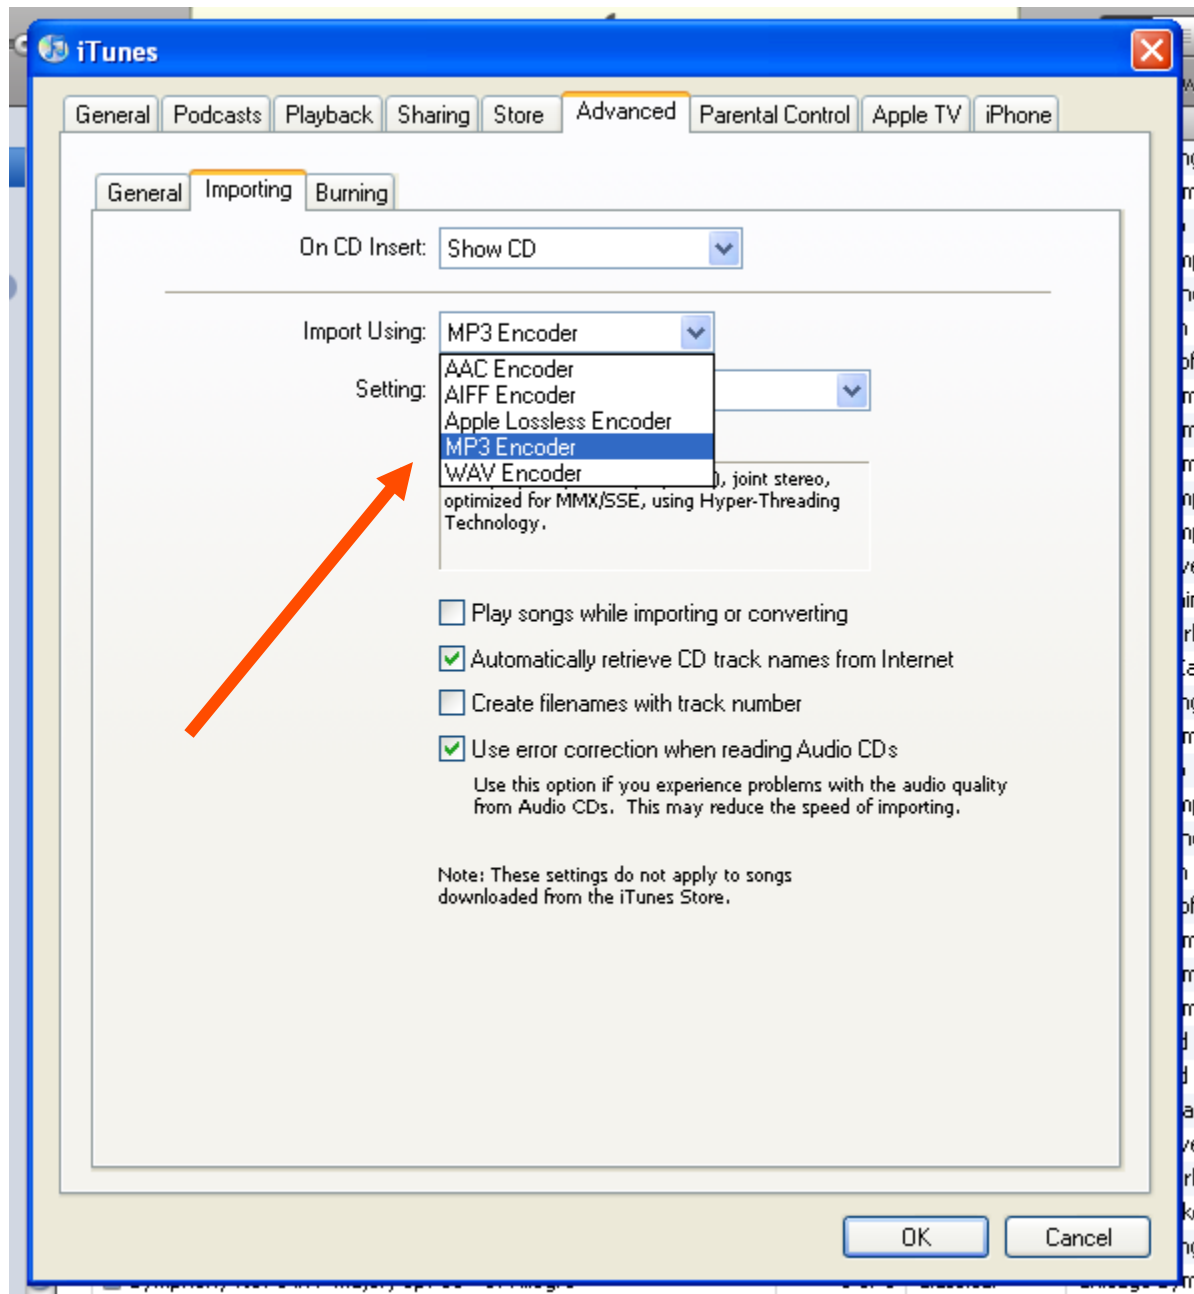 iTunes
General Podcasts Playback Sharing Store Advanced Parental Control Apple TV iPhone
General Importing Burning
On CD Insert: Show CD
Import Using: MP3 Encoder
AAC Encoder
Setting:
AIFF Encoder
Apple Lossless Encoder
MP3 Encoder
WAV Encoder
joint stereo,
optimized for MMX/SSE, using Hyper-Threading
Technology.
Play songs while importing or converting
Automatically retrieve CD track names from Internet
Create filenames with track number
Use error correction when reading Audio CDs
Use this option if you experience problems with the audio quality
from Audio CDs. This may reduce the speed of importing.
Note: These settings do not apply to songs
downloaded from the iTunes Store.
OK Cancel